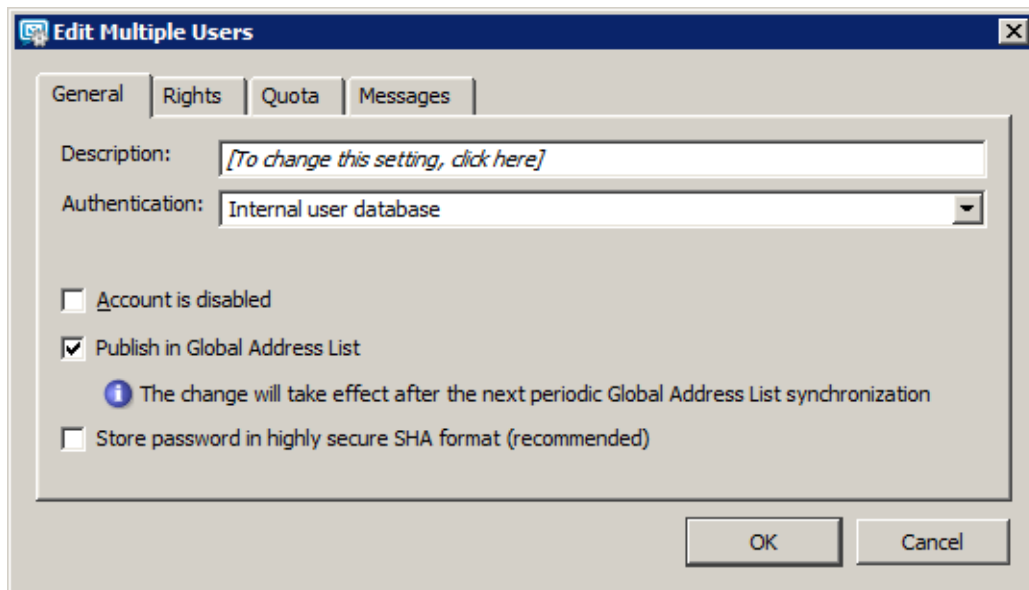 Edit Multiple Users
General Rights Quota Messages
Description: [To change this setting, click here]
Authentication: Internal user database
Account is disabled
Publish in Global Address List
The change will take effect after the next periodic Global Address List synchronization
Store password in highly secure SHA format (recommended)
OK Cancel